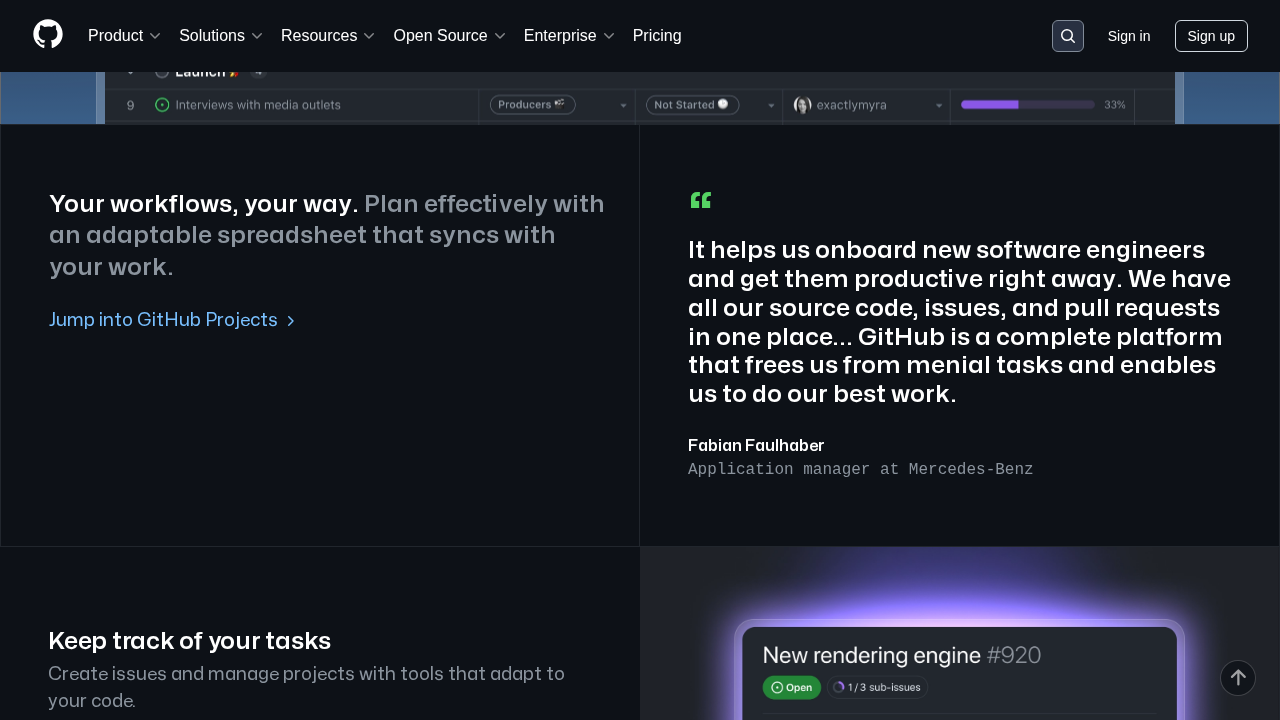 Product Solutions Resources Open Source Enterprise Pricing Sign in Sign up
Launch 4
9 Interviews with media outlets Producers Not Started exactlymyra 33%
Your workflows, your way. Plan effectively with
an adaptable spreadsheet that syncs with
your work.
Jump into GitHub Projects
“
It helps us onboard new software engineers
and get them productive right away. We have
all our source code, issues, and pull requests
in one place... GitHub is a complete platform
that frees us from menial tasks and enables
us to do our best work.
Fabian Faulhaber
Application manager at Mercedes-Benz
Keep track of your tasks
Create issues and manage projects with tools that adapt to
your code.
New rendering engine #920
Open 1 / 3 sub-issues